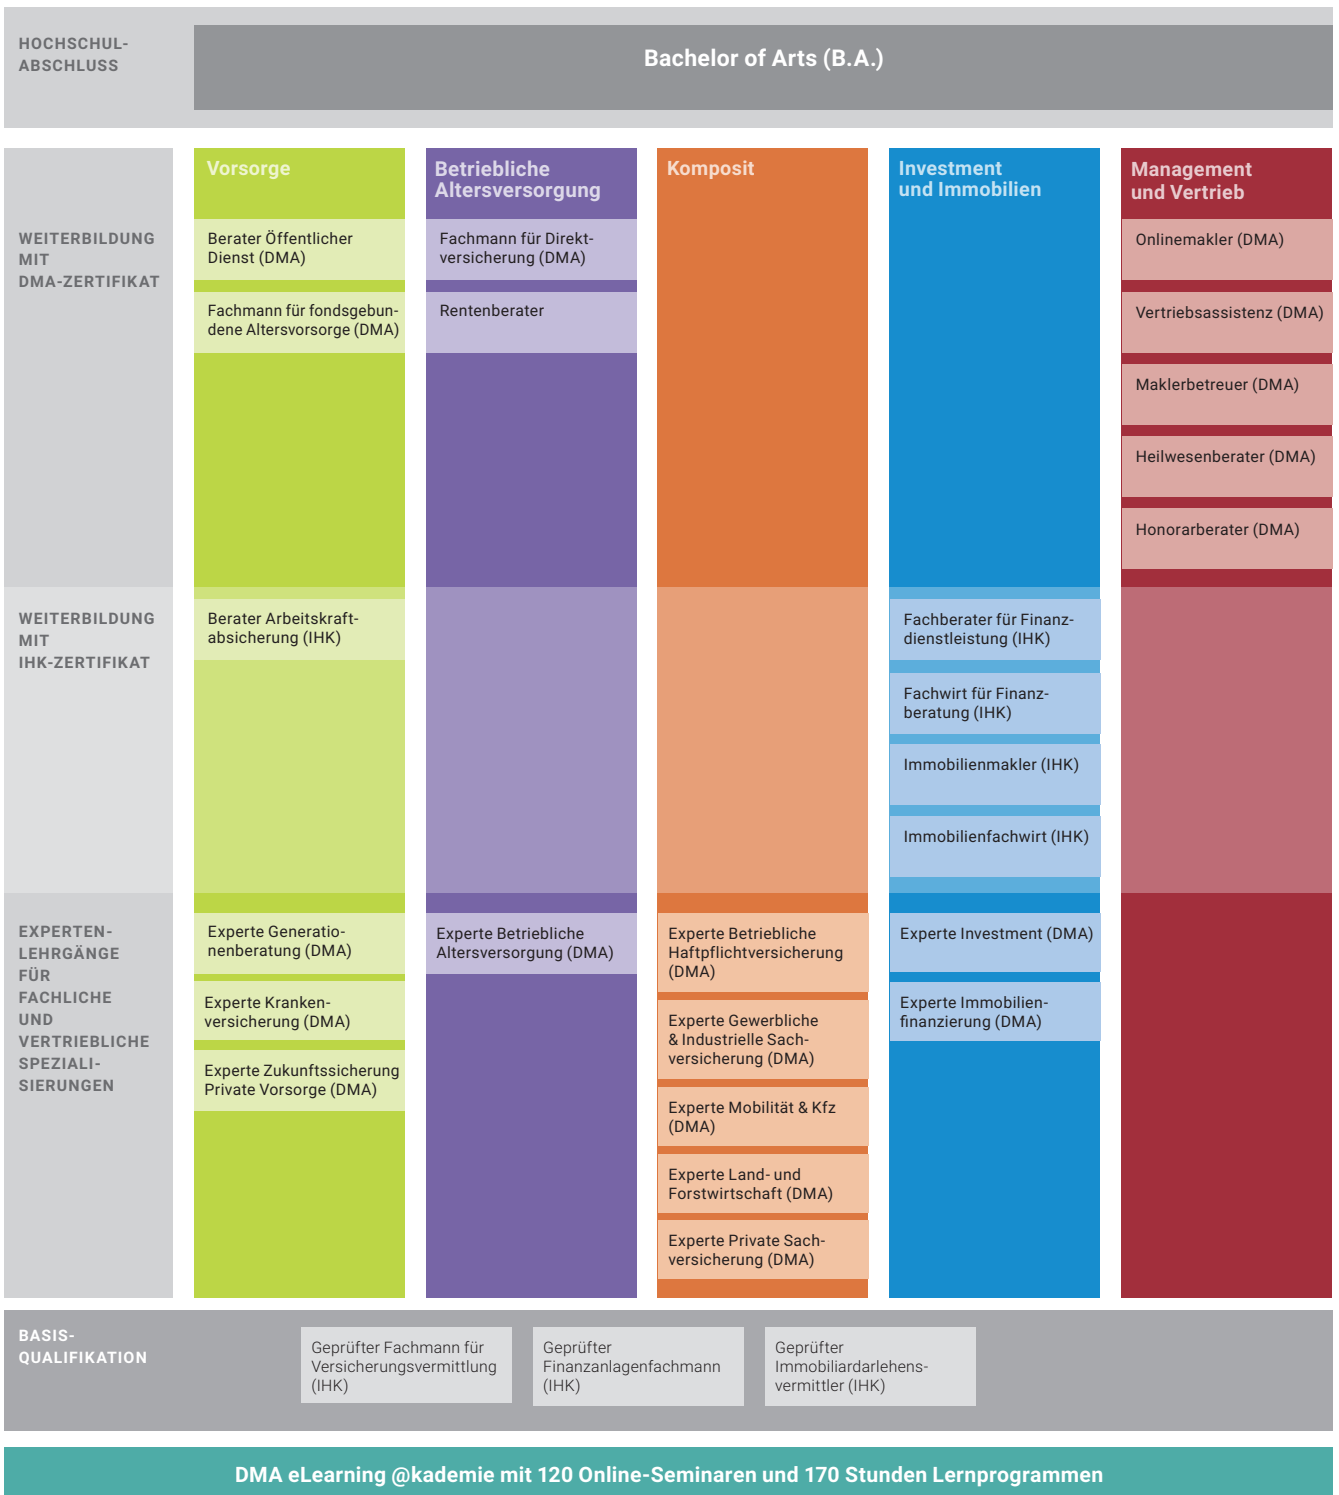 HOCHSCHUL-
ABSCHLUSS
Bachelor of Arts (B.A.)
Vorsorge
Betriebliche
Altersversorgung
Komposit
Investment
und Immobilien
Management
und Vertrieb
WEITERBILDUNG
MIT
DMA-ZERTIFIKAT
Berater Öffentlicher
Dienst (DMA)
Fachmann für fondsgebun-
dene Altersvorsorge (DMA)
Fachmann für Direkt-
versicherung (DMA)
Rentenberater
Onlinemakler (DMA)
Vertriebsassistenz (DMA)
Maklerbetreuer (DMA)
Heilwesenberater (DMA)
Honorarberater (DMA)
WEITERBILDUNG
MIT
IHK-ZERTIFIKAT
Berater Arbeitskraft-
absicherung (IHK)
Fachberater für Finanz-
dienstleistung (IHK)
Fachwirt für Finanz-
beratung (IHK)
Immobilienmakler (IHK)
Immobilienfachwirt (IHK)
EXPERTEN-
LEHRGÄNGE
FÜR
FACHLICHE
UND
VERTRIEBLICHE
SPEZIALI-
SIERUNGEN
Experte Generatio-
nenberatung (DMA)
Experte Kranken-
versicherung (DMA)
Experte Zukunftssicherung
Private Vorsorge (DMA)
Experte Betriebliche
Altersversorgung (DMA)
Experte Betriebliche
Haftpflichtversicherung
(DMA)
Experte Gewerbliche
& Industrielle Sach-
versicherung (DMA)
Experte Mobilität & Kfz
(DMA)
Experte Land- und
Forstwirtschaft (DMA)
Experte Private Sach-
versicherung (DMA)
Experte Investment (DMA)
Experte Immobilien-
finanzierung (DMA)
BASIS-
QUALIFIKATION
Geprüfter Fachmann für
Versicherungsvermittlung
(IHK)
Geprüfter
Finanzanlagenfachmann
(IHK)
Geprüfter
Immobiliardarlehens-
vermittler (IHK)
DMA eLearning @kademie mit 120 Online-Seminaren und 170 Stunden Lernprogrammen